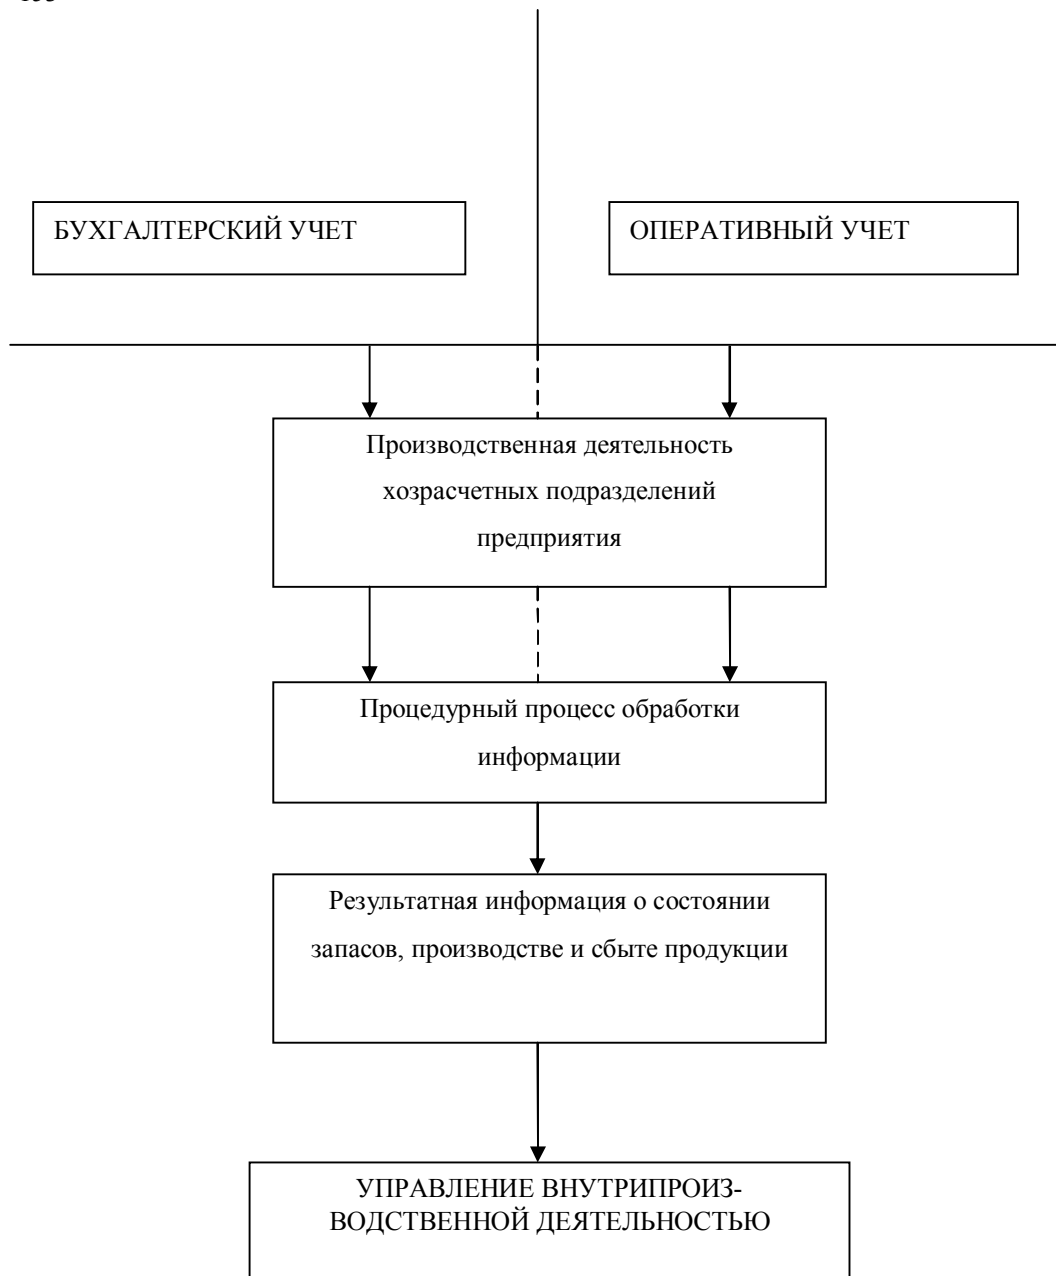 БУХГАЛТЕРСКИЙ УЧЕТ
ОПЕРАТИВНЫЙ УЧЕТ
Производственная деятельность
хозрасчетных подразделений
предприятия
Процедурный процесс обработки
информации
Результатная информация о состоянии
запасов, производстве и сбыте продукции
УПРАВЛЕНИЕ ВНУТРИПРОИЗ-
ВОДСТВЕННОЙ ДЕЯТЕЛЬНОСТЬЮ